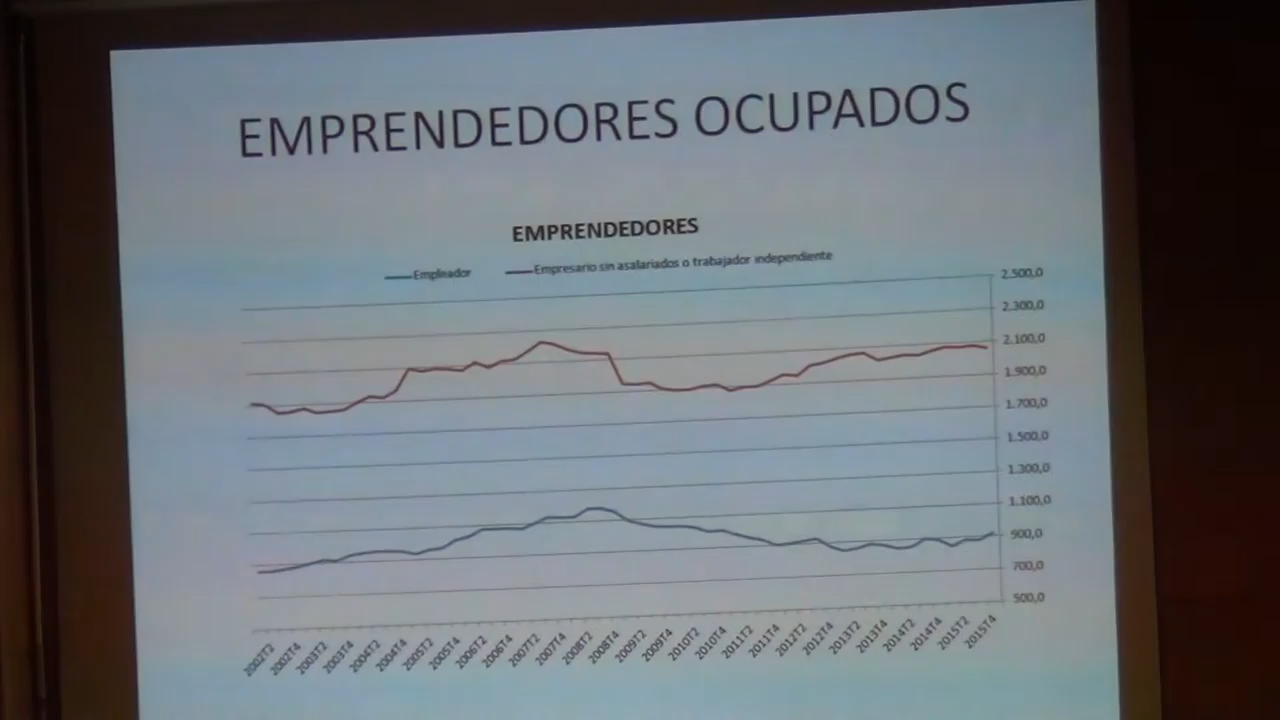 EMPRENDEDORES OCUPADOS
EMPRENDEDORES
Empleador
Empresario sin asalariados o trabajador independiente
2.500,0
2.300,0
2.100,0
1.900,0
1.700,0
1.500,0
1.300,0
1.100,0
900,0
700,0
500,0
2002T2
2002T4
2003T2
2003T4
2004T2
2004T4
2005T2
2005T4
2006T2
2006T4
2007T2
2007T4
2008T2
2008T4
2009T2
2009T4
2010T2
2010T4
2011T2
2011T4
2012T2
2012T4
2013T2
2013T4
2014T2
2014T4
2015T2
2015T4